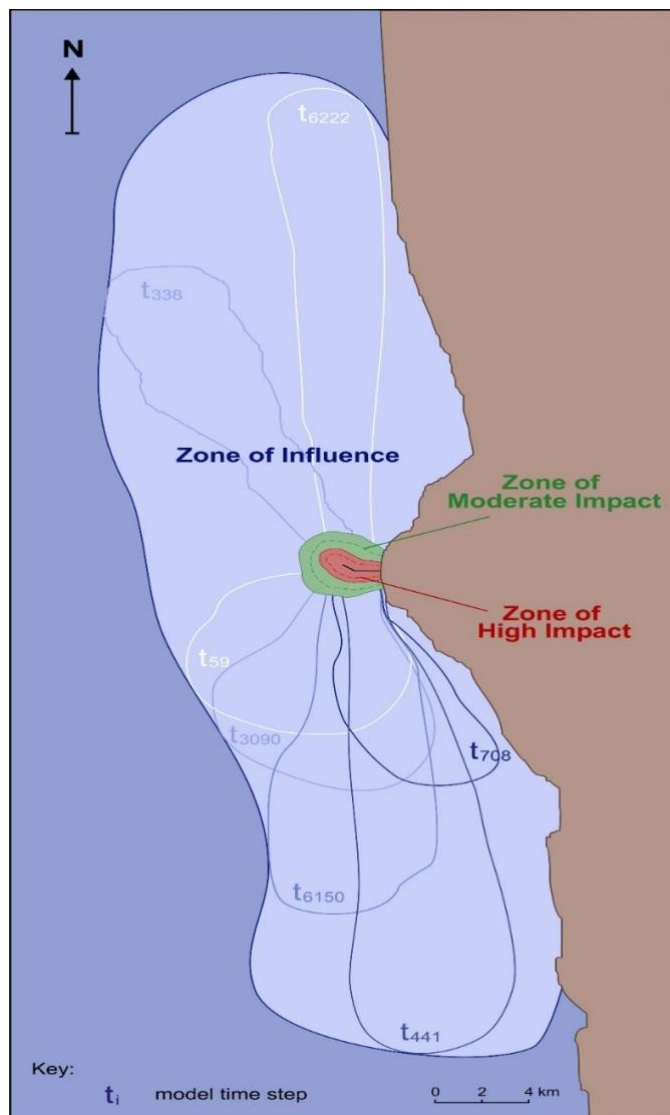 N
t6222
t338
Zone of Influence
Zone of
Moderate Impact
Zone of
High Impact
t59
t3090
t708
t6150
t441
Key:
ti model time step
0 2 4 km